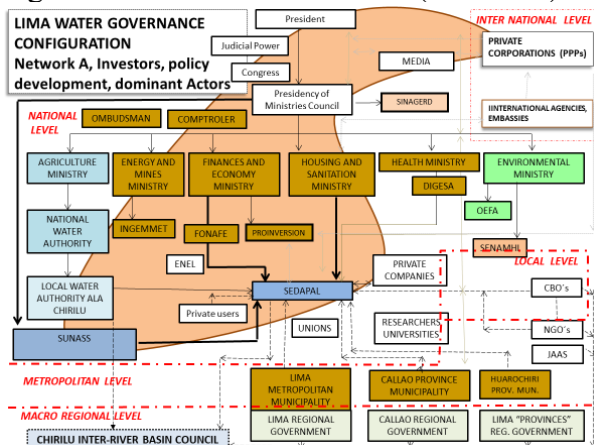 LIMA WATER GOVERNANCE
CONFIGURATION
Network A, Investors, policy
development, dominant Actors
President
Judicial Power
Congress
INTER NATIONAL LEVEL
PRIVATE
CORPORATIONS (PPPs)
MEDIA
Presidency of
Ministries Council
SINAGERD
IINTERNATIONAL AGENCIES,
EMBASSIES
NATIONAL
LEVEL
OMBUDSMAN
COMPTROLER
AGRICULTURE
MINISTRY
ENERGY AND
MINES
MINISTRY
FINANCES AND
ECONOMY
MINISTRY
HOUSING AND
SANITATION
MINISTRY
HEALTH MINISTRY
DIGESA
ENVIRONMENTAL
MINISTRY
OEFA
NATIONAL
WATER
AUTHORITY
INGEMMET
FONAFE
PROINVERSION
SENAMHI
LOCAL LEVEL
ENEL
PRIVATE
COMPANIES
LOCAL WATER
AUTHORITY ALA
CHIRILU
SEDAPAL
CBO`s
Private users
UNIONS
RESEARCHERS
UNIVERSITIES
NGO´s
SUNASS
JAAS
METROPOLITAN LEVEL
LIMA
METROPOLITAN
MUNICIPALITY
CALLAO PROVINCE
MUNICIPALITY
HUAROCHIRI
PROV. MUN.
MACRO REGIONAL LEVEL
CHIRILU INTER-RIVER BASIN COUNCIL
LIMA REGIONAL
GOVERNMENT
CALLAO REGIONAL
GOVERNMENT
LIMA "PROVINCES"
REG. GOVERNMENT